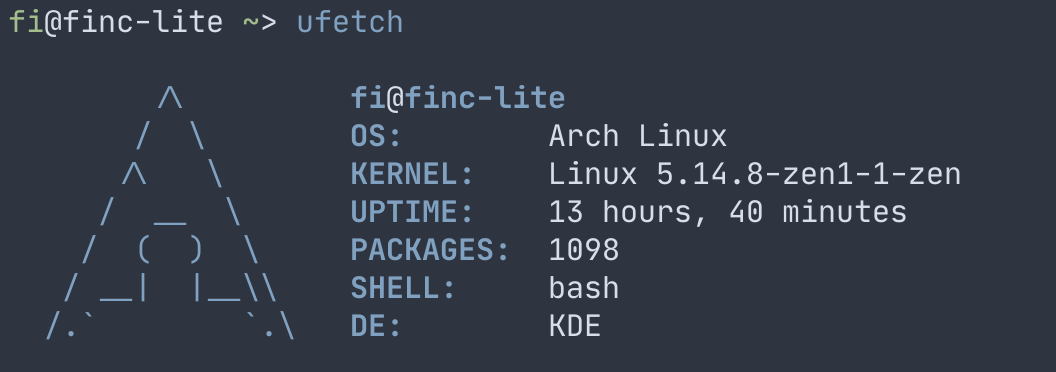 fi@finc-lite ~> ufetch
fi@finc-lite
OS: Arch Linux
KERNEL: Linux 5.14.8-zen1-1-zen
UPTIME: 13 hours, 40 minutes
PACKAGES: 1098
SHELL: bash
DE: KDE